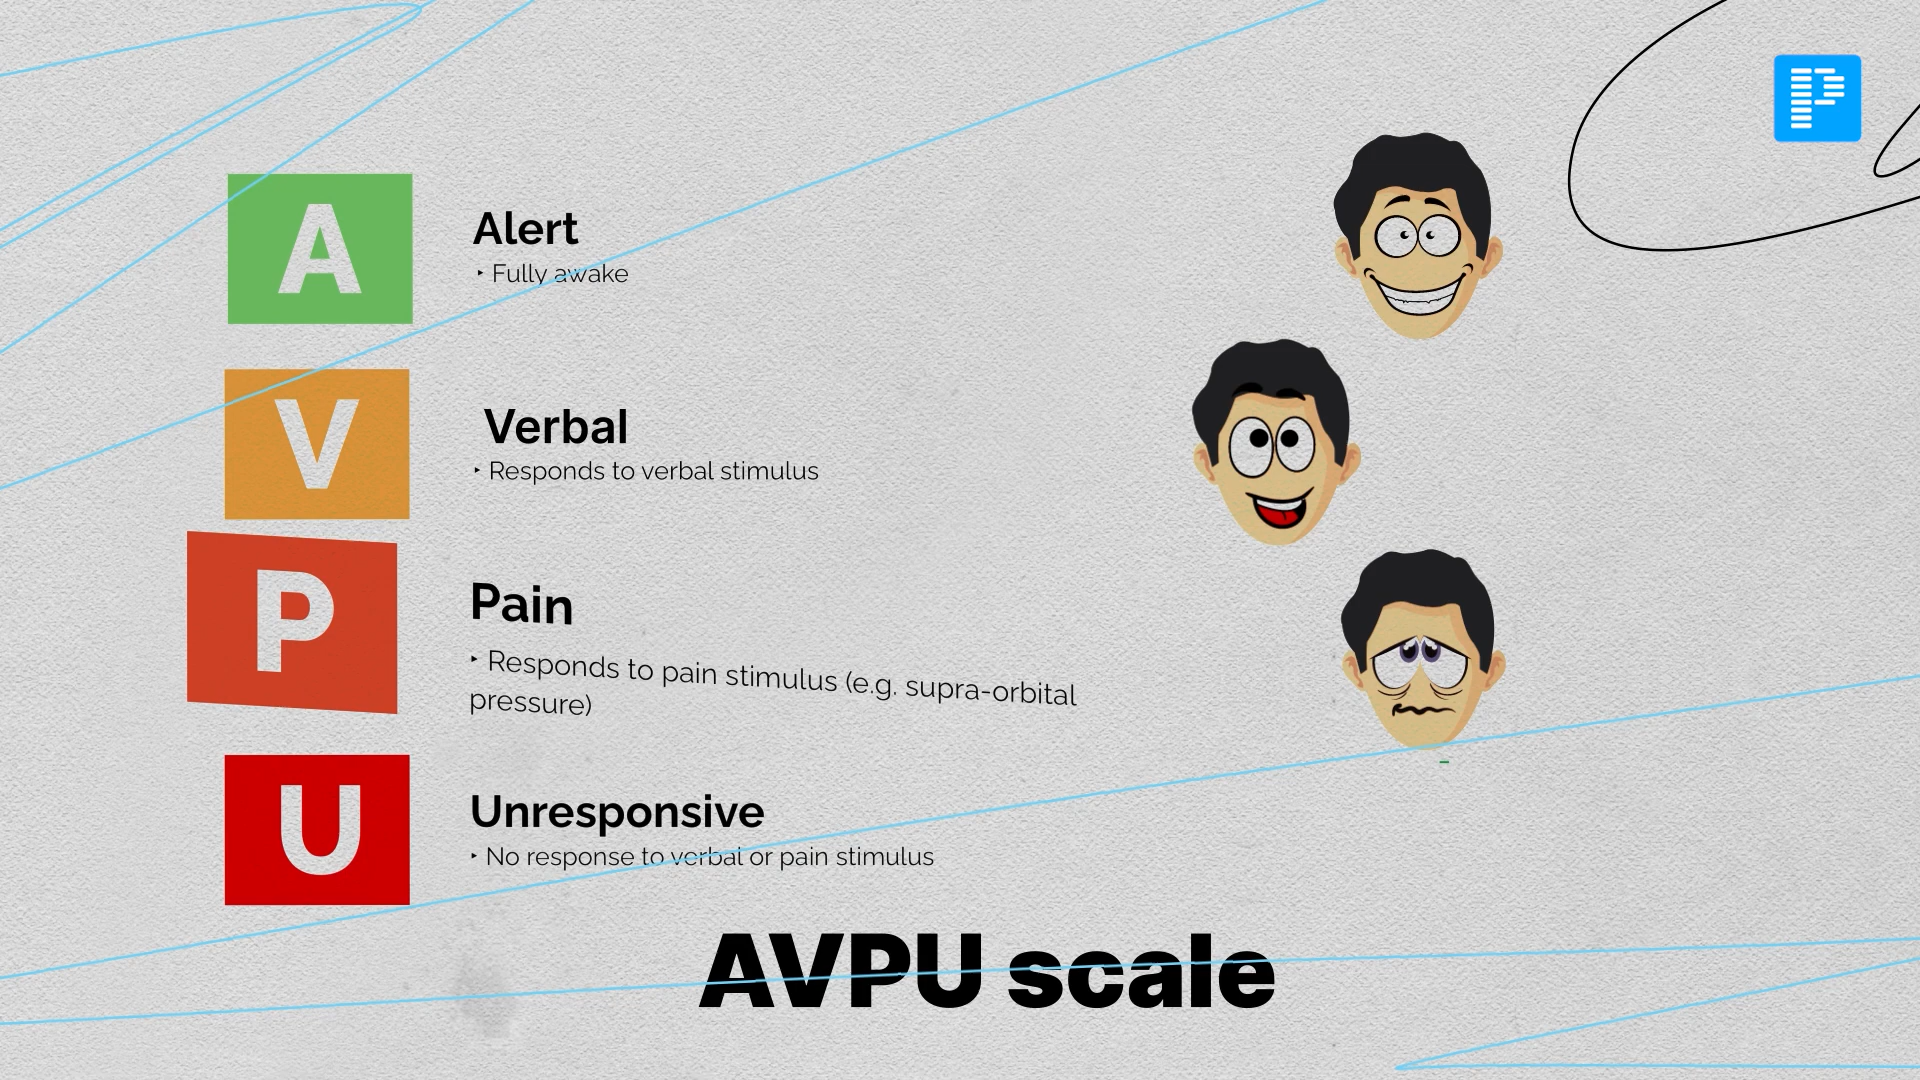 A
Alert
‣ Fully awake
V
Verbal
‣ Responds to verbal stimulus
P
Pain
‣ Responds to pain stimulus (e.g. supra-orbital
pressure)
U
Unresponsive
‣ No response to verbal or pain stimulus
AVPU scale
P